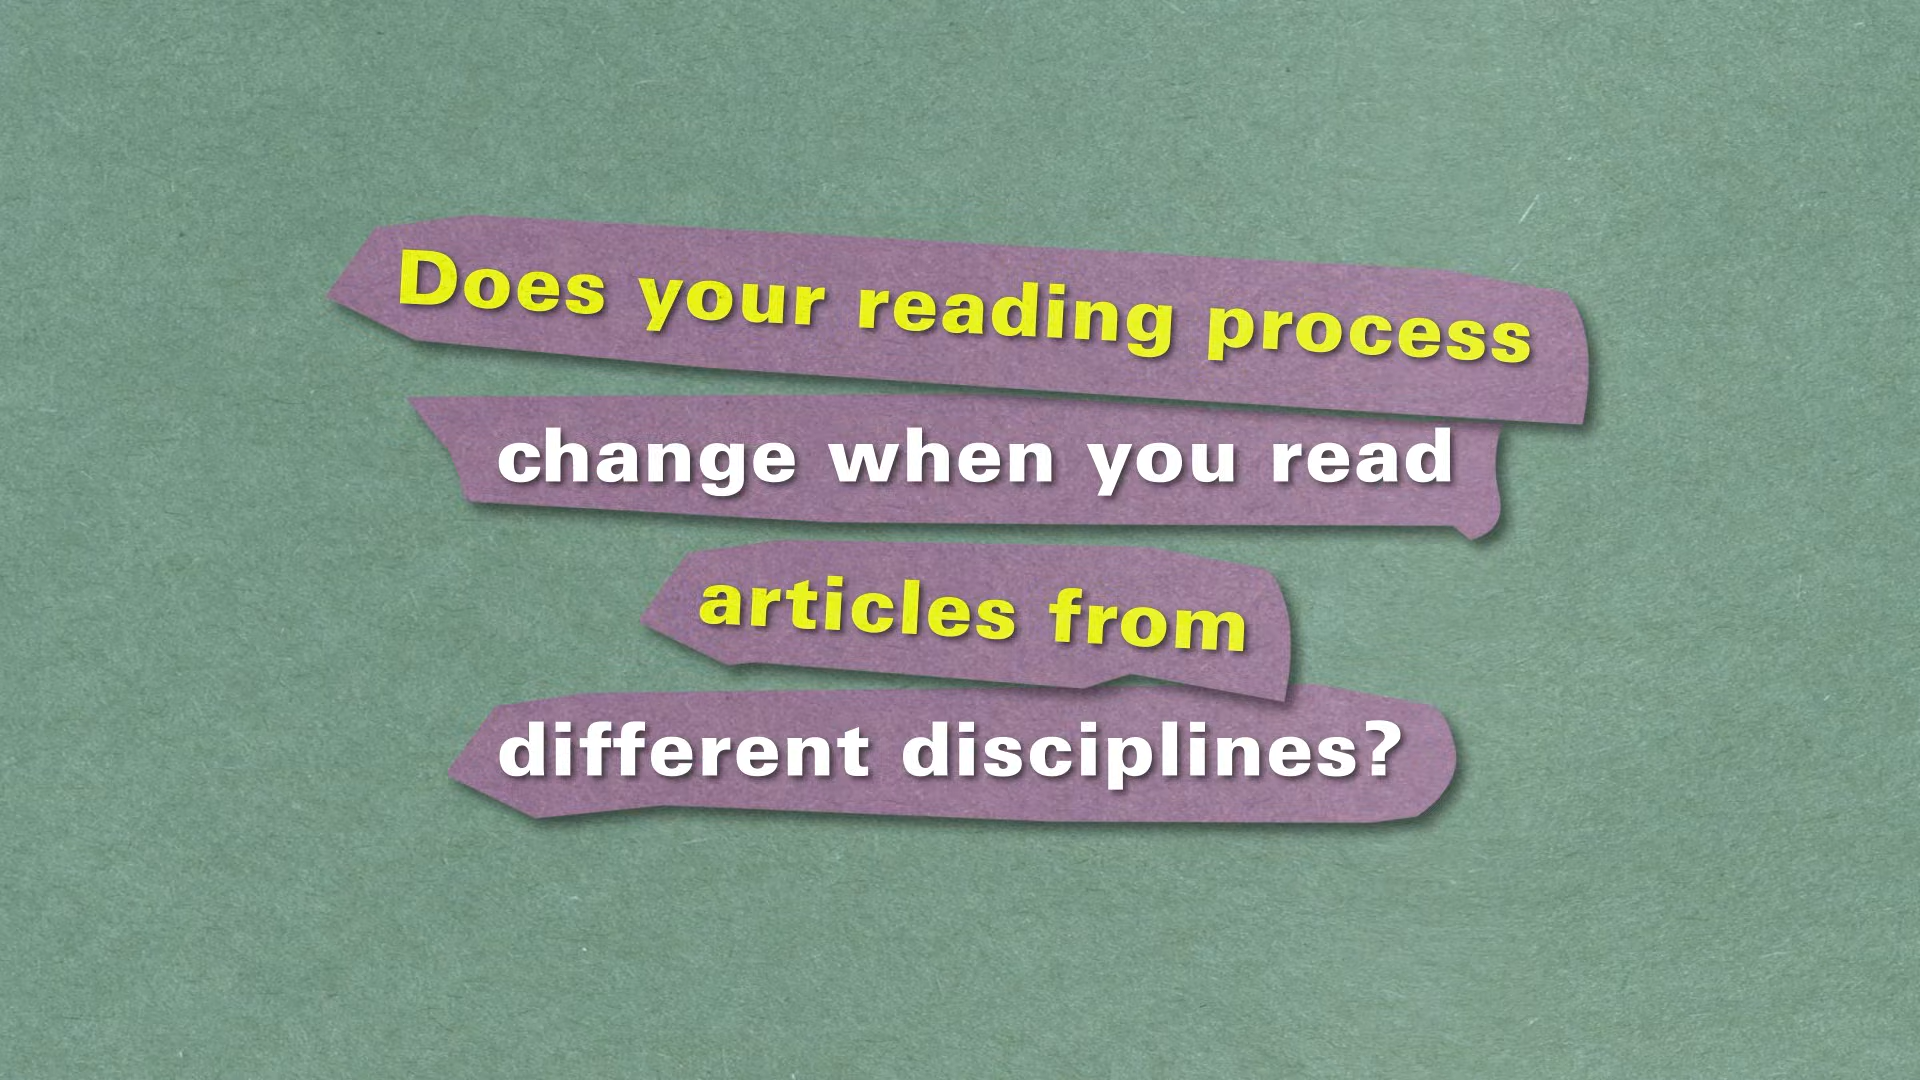 Does your reading process
change when you read
articles from
different disciplines?